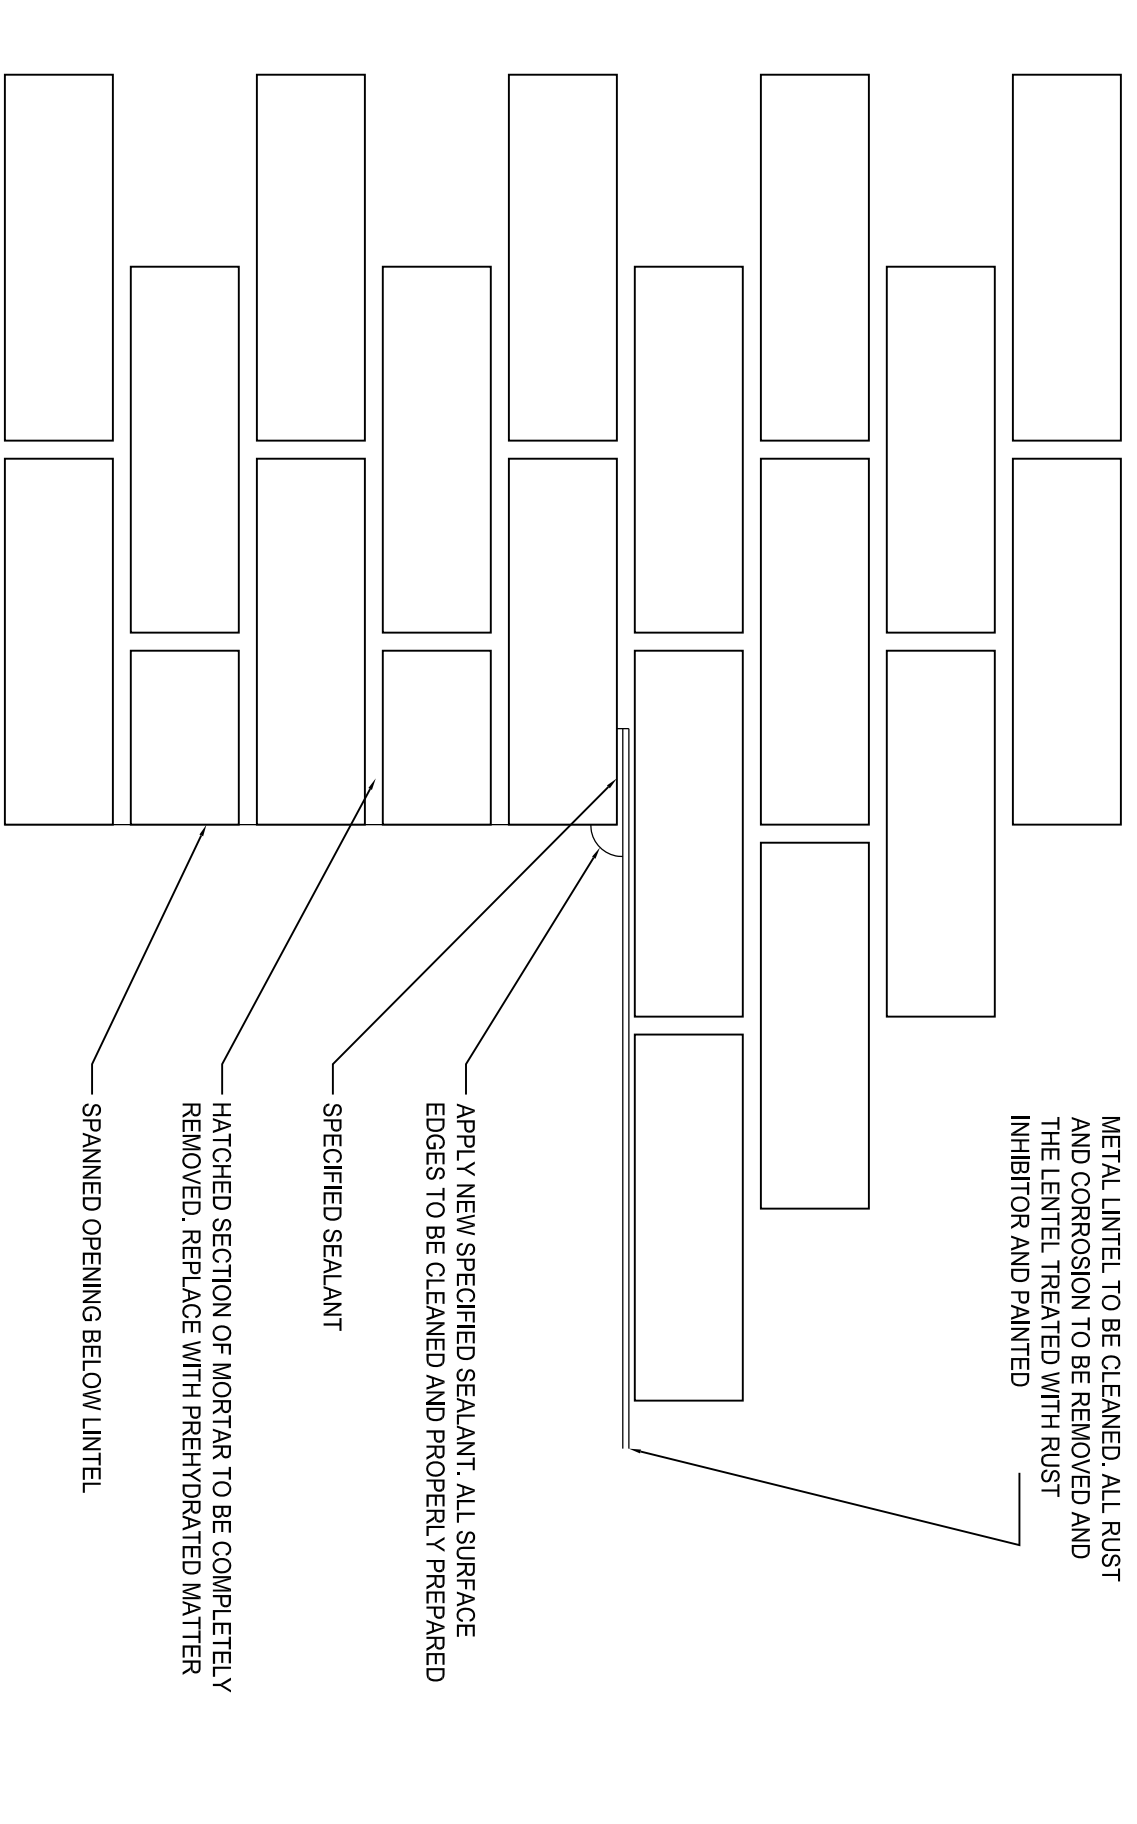 METAL LINTEL TO BE CLEANED. ALL RUST
AND CORROSION TO BE REMOVED AND
THE LENTEL TREATED WITH RUST
INHIBITOR AND PAINTED
APPLY NEW SPECIFIED SEALANT. ALL SURFACE
EDGES TO BE CLEANED AND PROPERLY PREPARED
SPECIFIED SEALANT
HATCHED SECTION OF MORTAR TO BE COMPLETELY
REMOVED. REPLACE WITH PREHYDRATED MATTER
SPANNED OPENING BELOW LINTEL